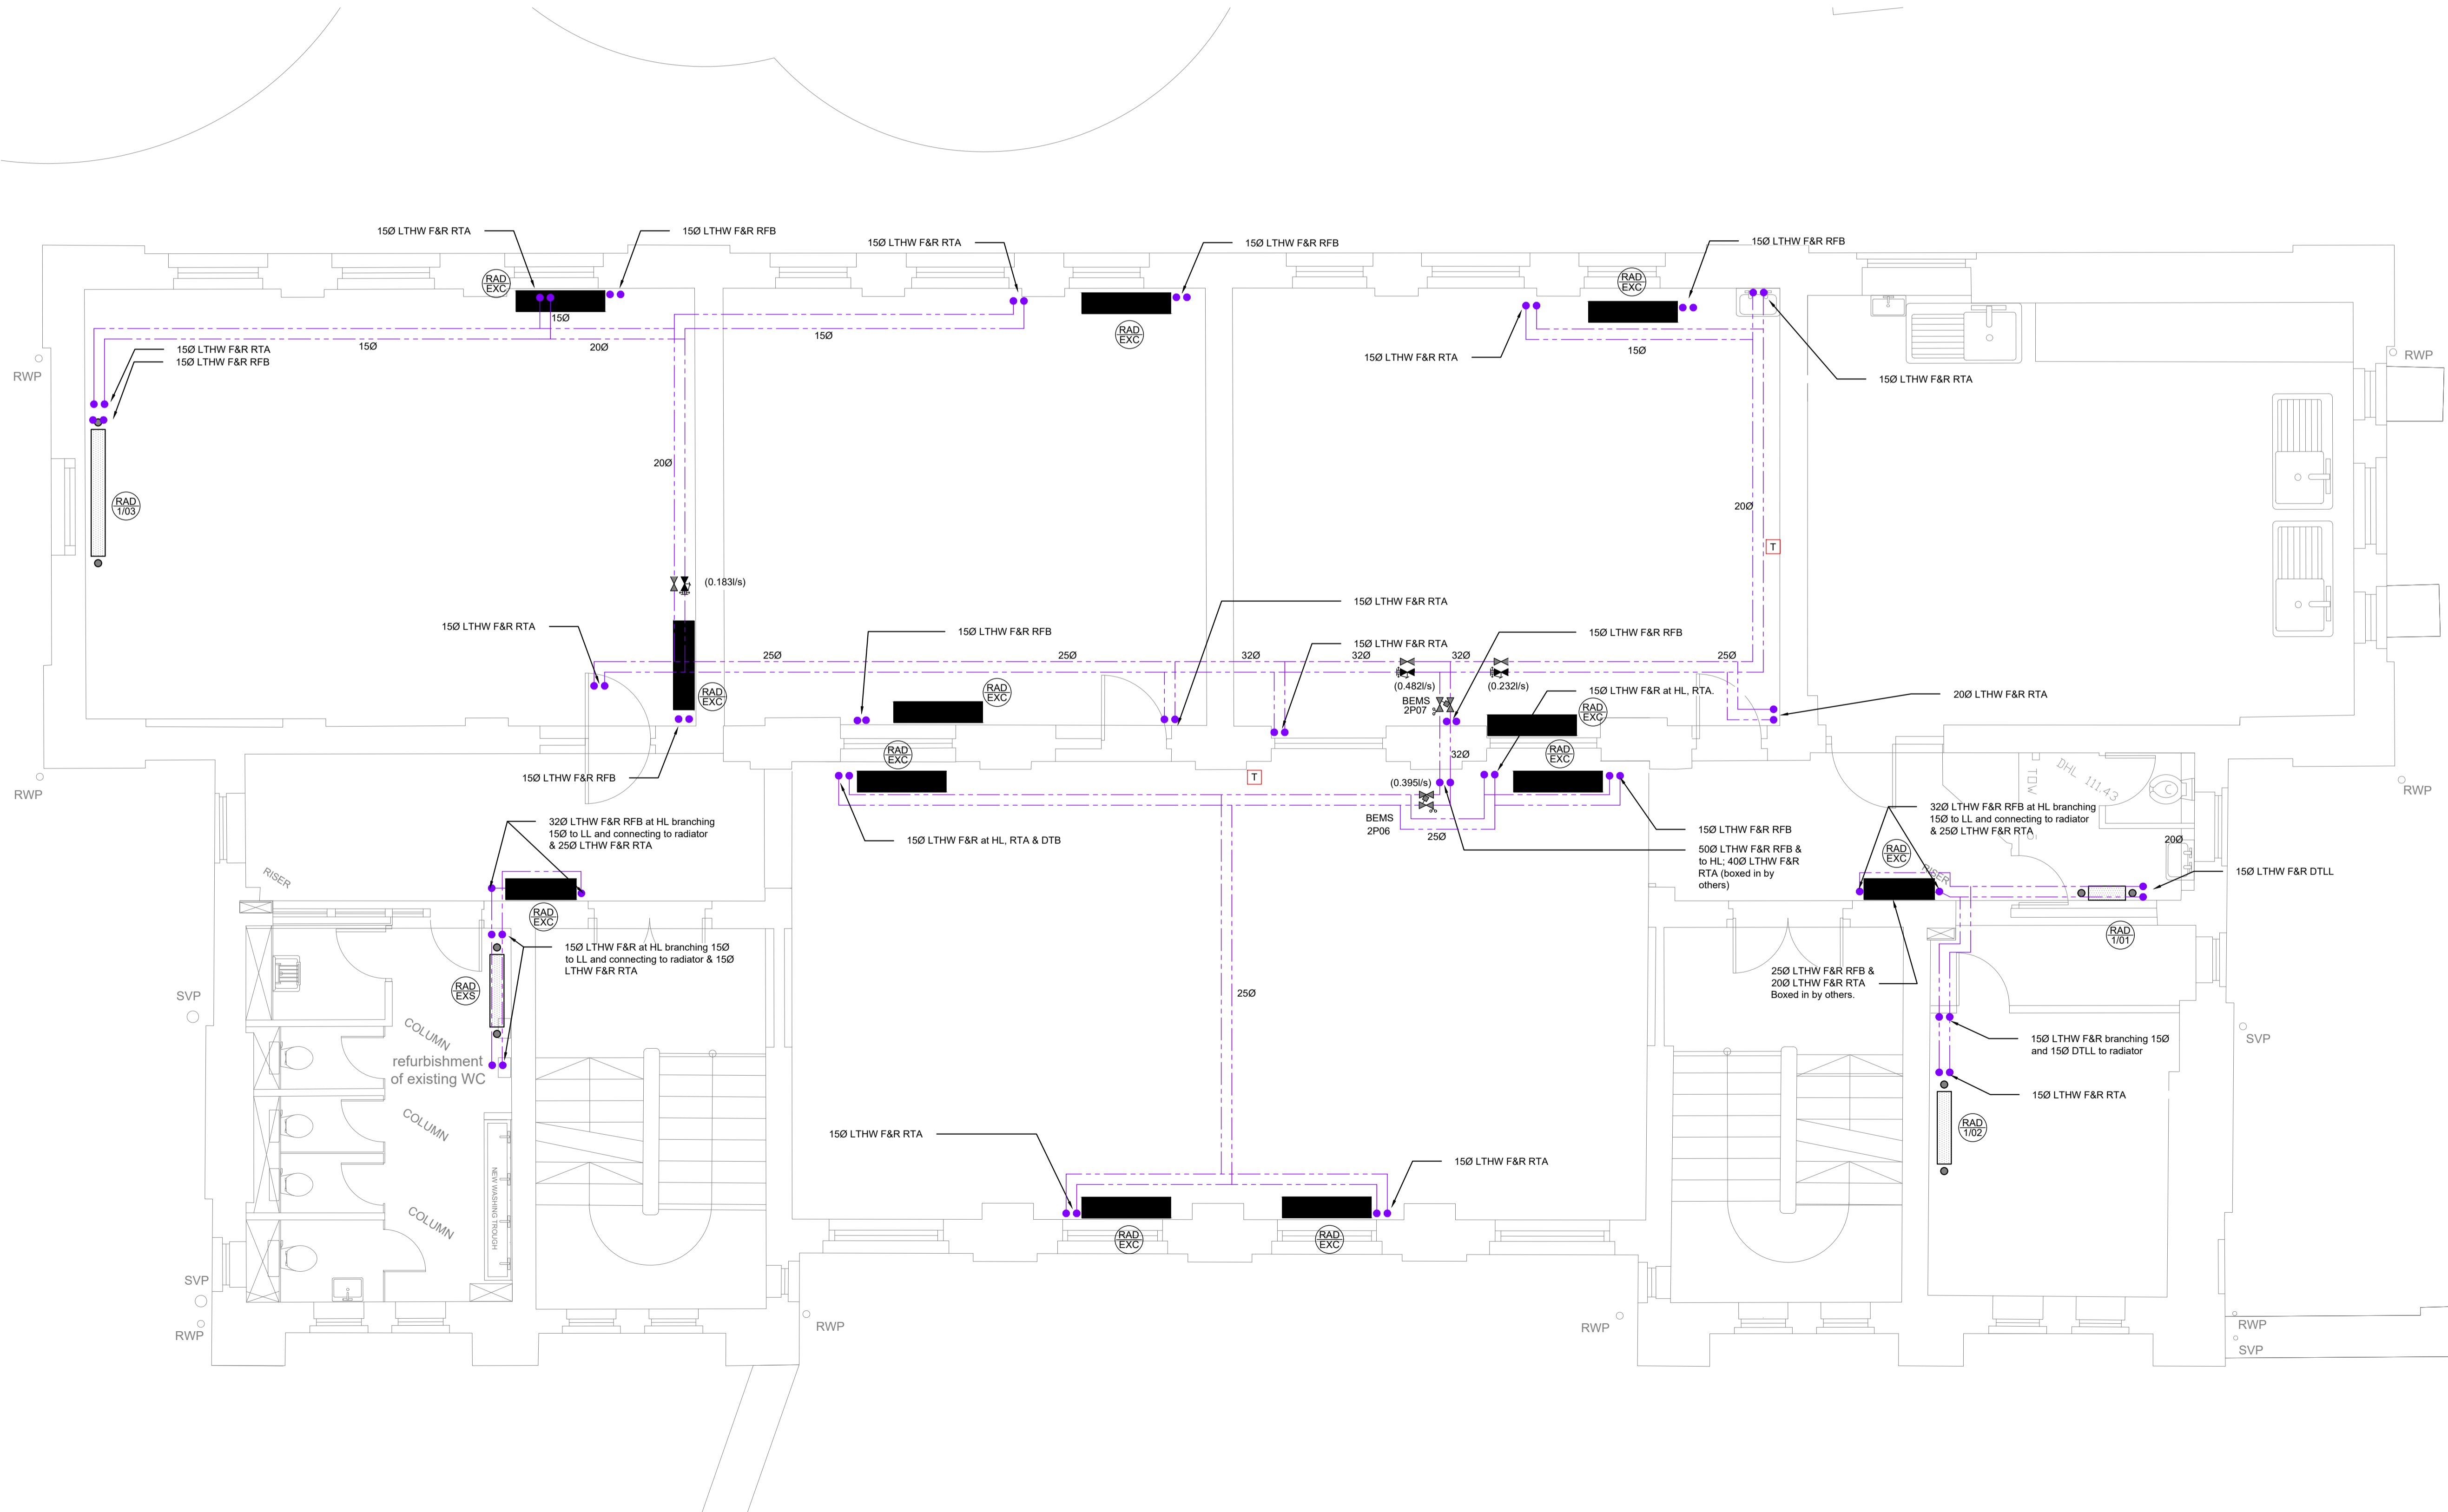 15Ø LTHW F&R RTA
15Ø LTHW F&R RFB
15Ø LTHW F&R RTA
15Ø LTHW F&R RFB
15Ø LTHW F&R RFB
RAD
EXC
RAD
EXC
RAD
EXC
15Ø
15Ø
20Ø
15Ø
15Ø
15Ø LTHW F&R RTA
15Ø LTHW F&R RFB
15Ø LTHW F&R RTA
15Ø LTHW F&R RTA
RWP
RWP
20Ø
20Ø
RAD
1/03
T
(0.183l/s)
15Ø LTHW F&R RTA
15Ø LTHW F&R RTA
15Ø LTHW F&R RFB
15Ø LTHW F&R RTA
15Ø LTHW F&R RFB
25Ø
25Ø
32Ø
32Ø
32Ø
25Ø
(0.482l/s)
(0.232l/s)
15Ø LTHW F&R at HL, RTA.
20Ø LTHW F&R RTA
BEMS
2P07
RAD
EXC
RAD
EXC
RAD
EXC
RAD
EXC
RAD
EXC
32Ø
15Ø LTHW F&R RFB
T
(0.395l/s)
BEMS
2P06
25Ø
RWP
RWP
TOW
DHL 111.43
32Ø LTHW F&R RFB at HL branching
15Ø to LL and connecting to radiator
& 25Ø LTHW F&R RTA
15Ø LTHW F&R at HL, RTA & DTB
15Ø LTHW F&R RFB
50Ø LTHW F&R RFB &
to HL; 40Ø LTHW F&R
RTA (boxed in by
others)
32Ø LTHW F&R RFB at HL branching
15Ø to LL and connecting to radiator
& 25Ø LTHW F&R RTA
20Ø
RISER
RAD
EXC
RAD
EXC
RISER
15Ø LTHW F&R DTLL
RAD
1/01
15Ø LTHW F&R at HL branching 15Ø
to LL and connecting to radiator & 15Ø
LTHW F&R RTA
RAD
EXS
25Ø LTHW F&R RFB &
20Ø LTHW F&R RTA
Boxed in by others.
25Ø
SVP
SVP
COLUMN
refurbishment
of existing WC
15Ø LTHW F&R branching 15Ø
and 15Ø DTLL to radiator
15Ø LTHW F&R RTA
RAD
1/02
COLUMN
15Ø LTHW F&R RTA
15Ø LTHW F&R RTA
NEW WASHING TROUGH
COLUMN
RAD
EXC
RAD
EXC
SVP
RWP
RWP
RWP
RWP
SVP